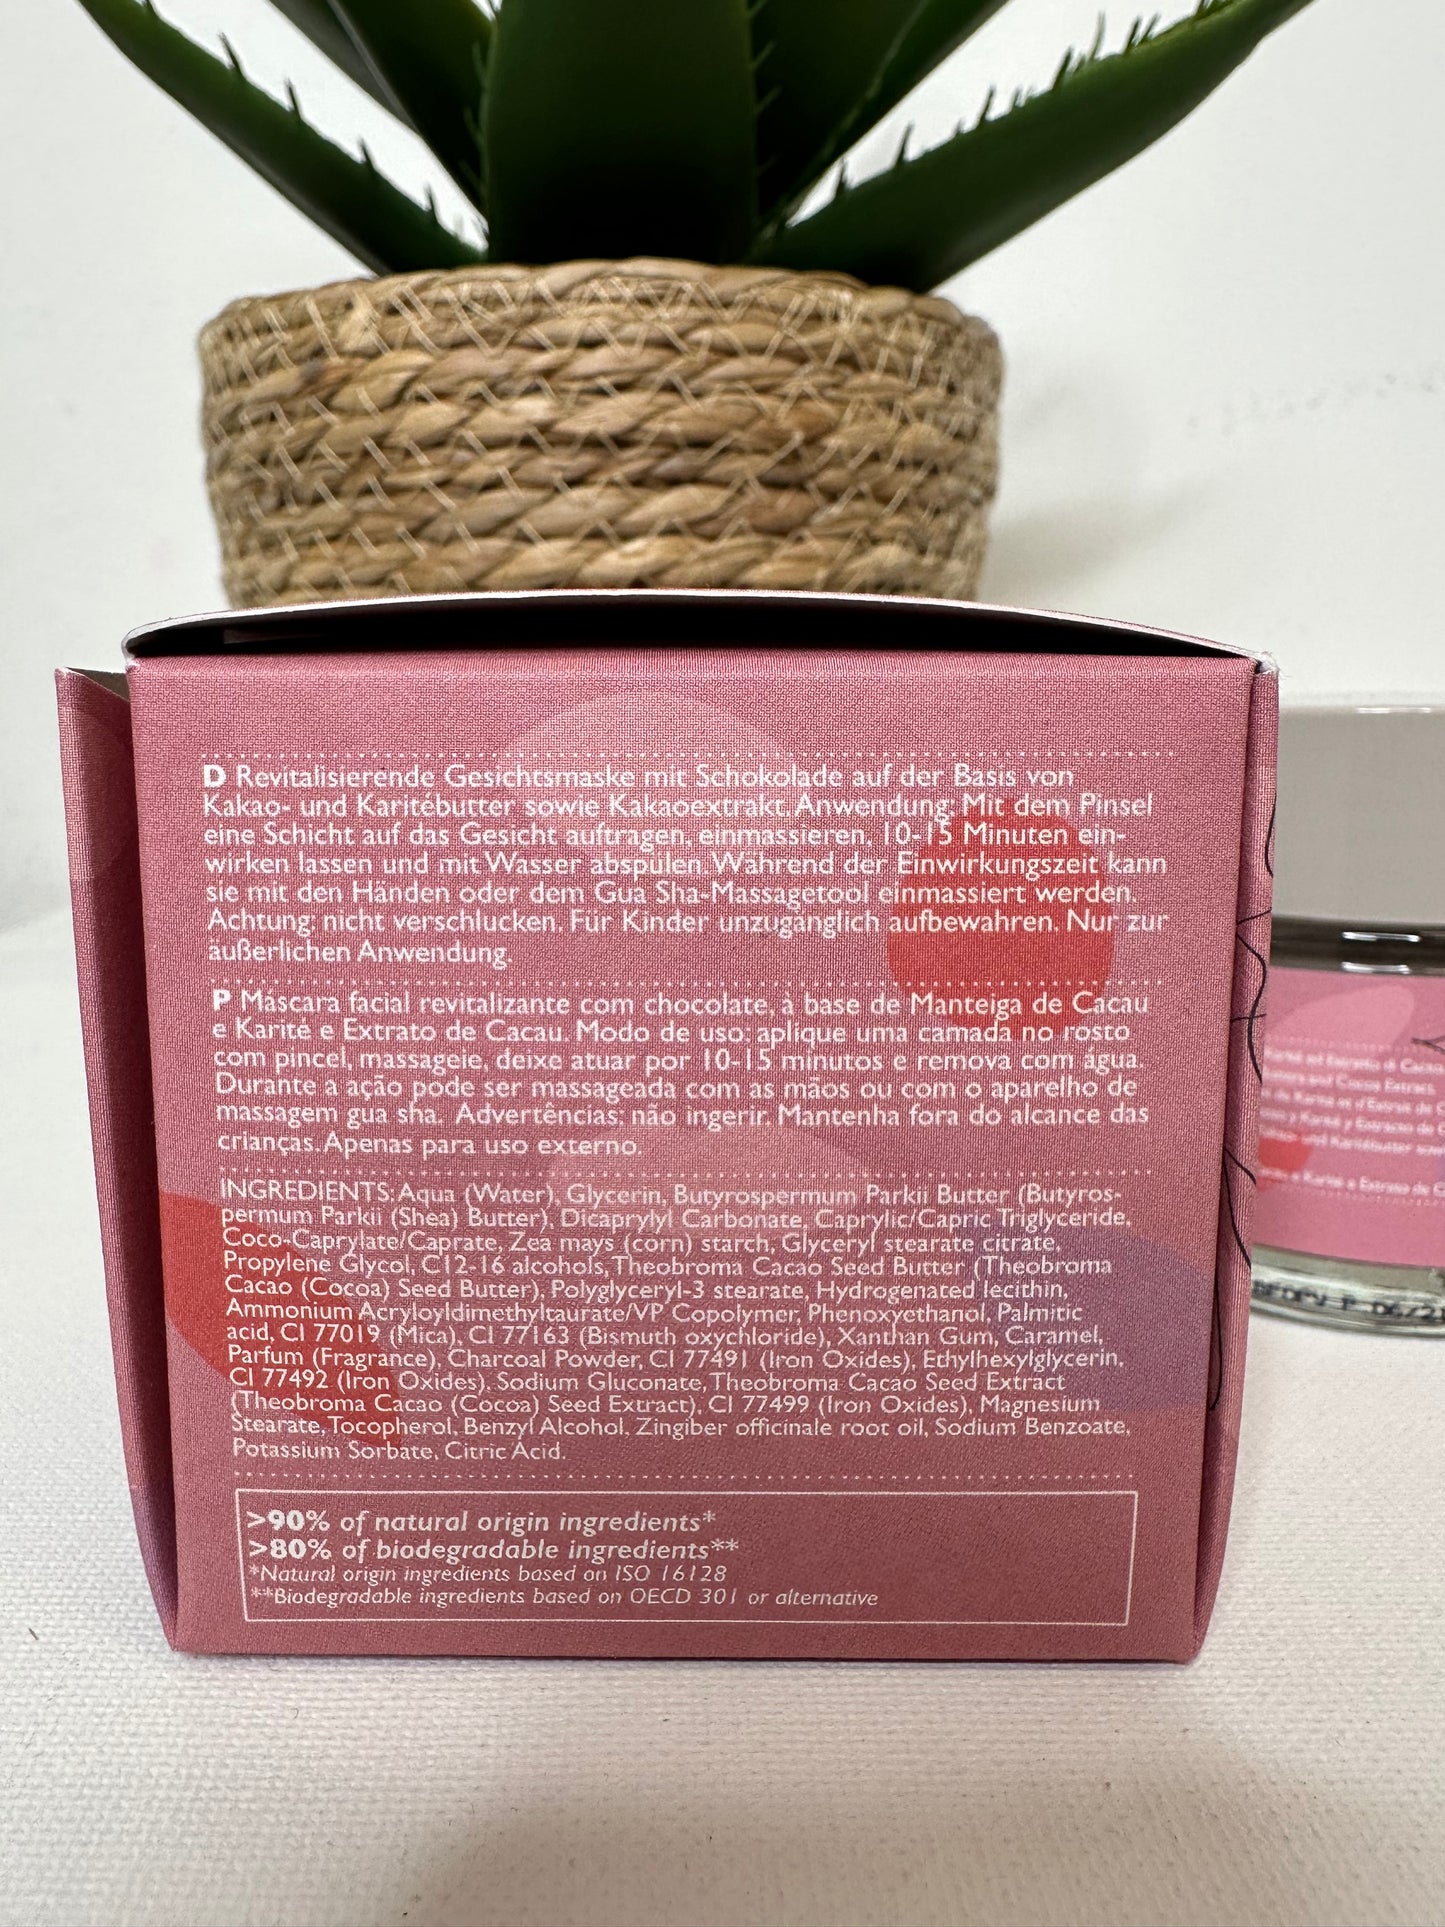 D Revitalisierende Gesichtsmaske mit Schokolade auf der Basis von
Kakao- und Karitébutter sowie Kakaoextrakt. Anwendung: Mit dem Pinsel
eine Schicht auf das Gesicht auftragen, einmassieren, 10-15 Minuten ein-
wirken lassen und mit Wasser abspülen. Während der Einwirkungszeit kann
sie mit den Händen oder dem Gua Sha-Massagetool einmassiert werden.
Achtung: nicht verschlucken. Für Kinder unzugänglich aufbewahren. Nur zur
äußerlichen Anwendung.
P Máscara facial revitalizante com chocolate, à base de Manteiga de Cacau
e Karité e Extrato de Cacau. Modo de uso: aplique uma camada no rosto
com pincel, massageie, deixe atuar por 10-15 minutos e remova com água.
Durante a ação pode ser massageada com as mãos ou com o aparelho de
massagem gua sha. Advertências: não ingerir. Mantenha fora do alcance das
crianças. Apenas para uso externo.
INGREDIENTS: Aqua (Water), Glycerin, Butyrospermum Parkii Butter (Butyros-
permum Parkii (Shea) Butter), Dicaprylyl Carbonate, Caprylic/Capric Triglyceride,
Coco-Caprylate/Caprate, Zea mays (corn) starch, Glyceryl stearate citrate,
Propylene Glycol, C12-16 alcohols, Theobroma Cacao Seed Butter (Theobroma
Cacao (Cocoa) Seed Butter), Polyglyceryl-3 stearate, Hydrogenated lecithin,
Ammonium Acryloyldimethyltaurate/VP Copolymer, Phenoxyethanol, Palmitic
acid, CI 77019 (Mica), CI 77163 (Bismuth oxychloride), Xanthan Gum, Caramel,
Parfum (Fragrance), Charcoal Powder, CI 77491 (Iron Oxides), Ethylhexylglycerin,
CI 77492 (Iron Oxides), Sodium Gluconate, Theobroma Cacao Seed Extract
(Theobroma Cacao (Cocoa) Seed Extract), CI 77499 (Iron Oxides), Magnesium
Stearate, Tocopherol, Benzyl Alcohol, Zingiber officinale root oil, Sodium Benzoate,
Potassium Sorbate, Citric Acid.
>90% of natural origin ingredients*
>80% of biodegradable ingredients**
*Natural origin ingredients based on ISO 16128
**Biodegradable ingredients based on OECD 301 or alternative